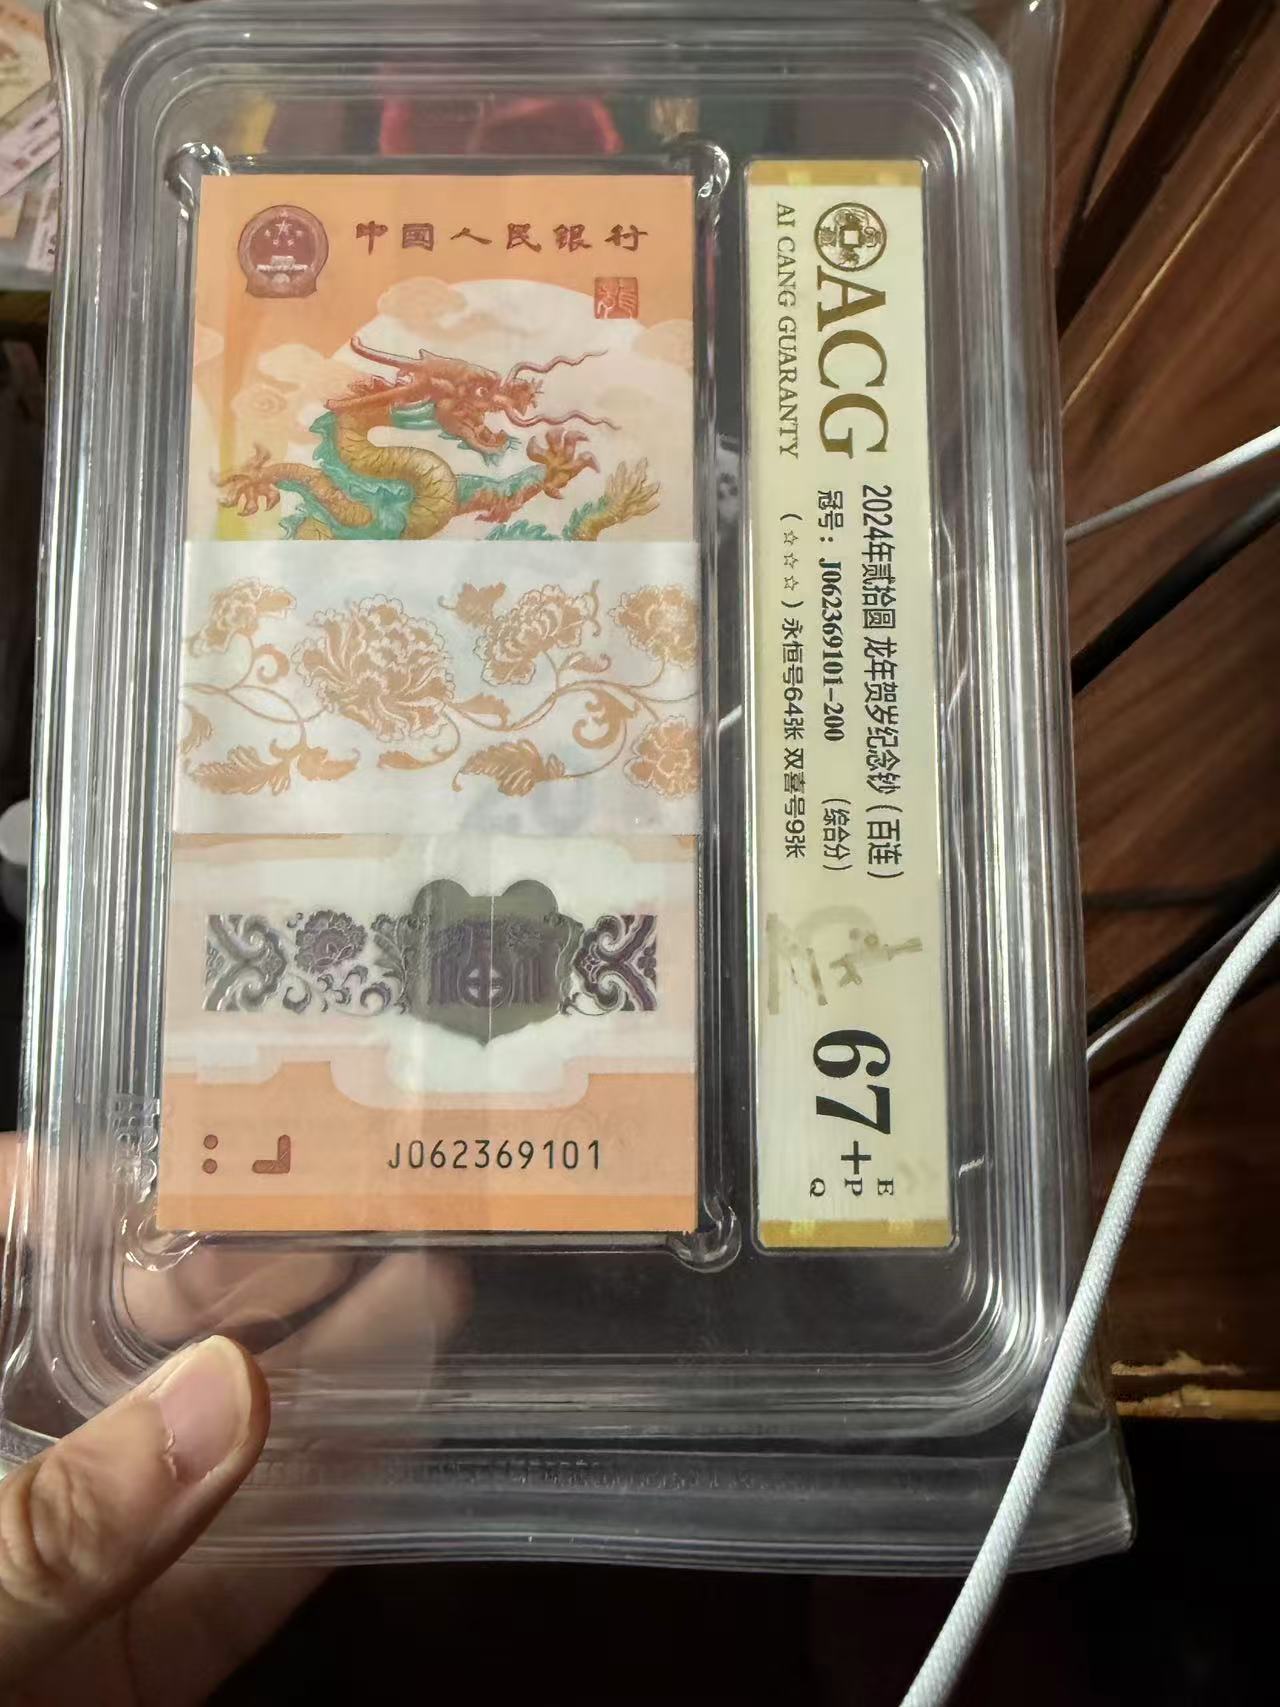 中国人民银行
J062369101
ACG
AI CANG GUARANTY
2024年贰拾圆 龙年贺岁纪念钞（百连）
冠号：J062369101-200 （综合分）
（☆☆☆）永恒号64张 双喜号9张
67+
E
P
Q